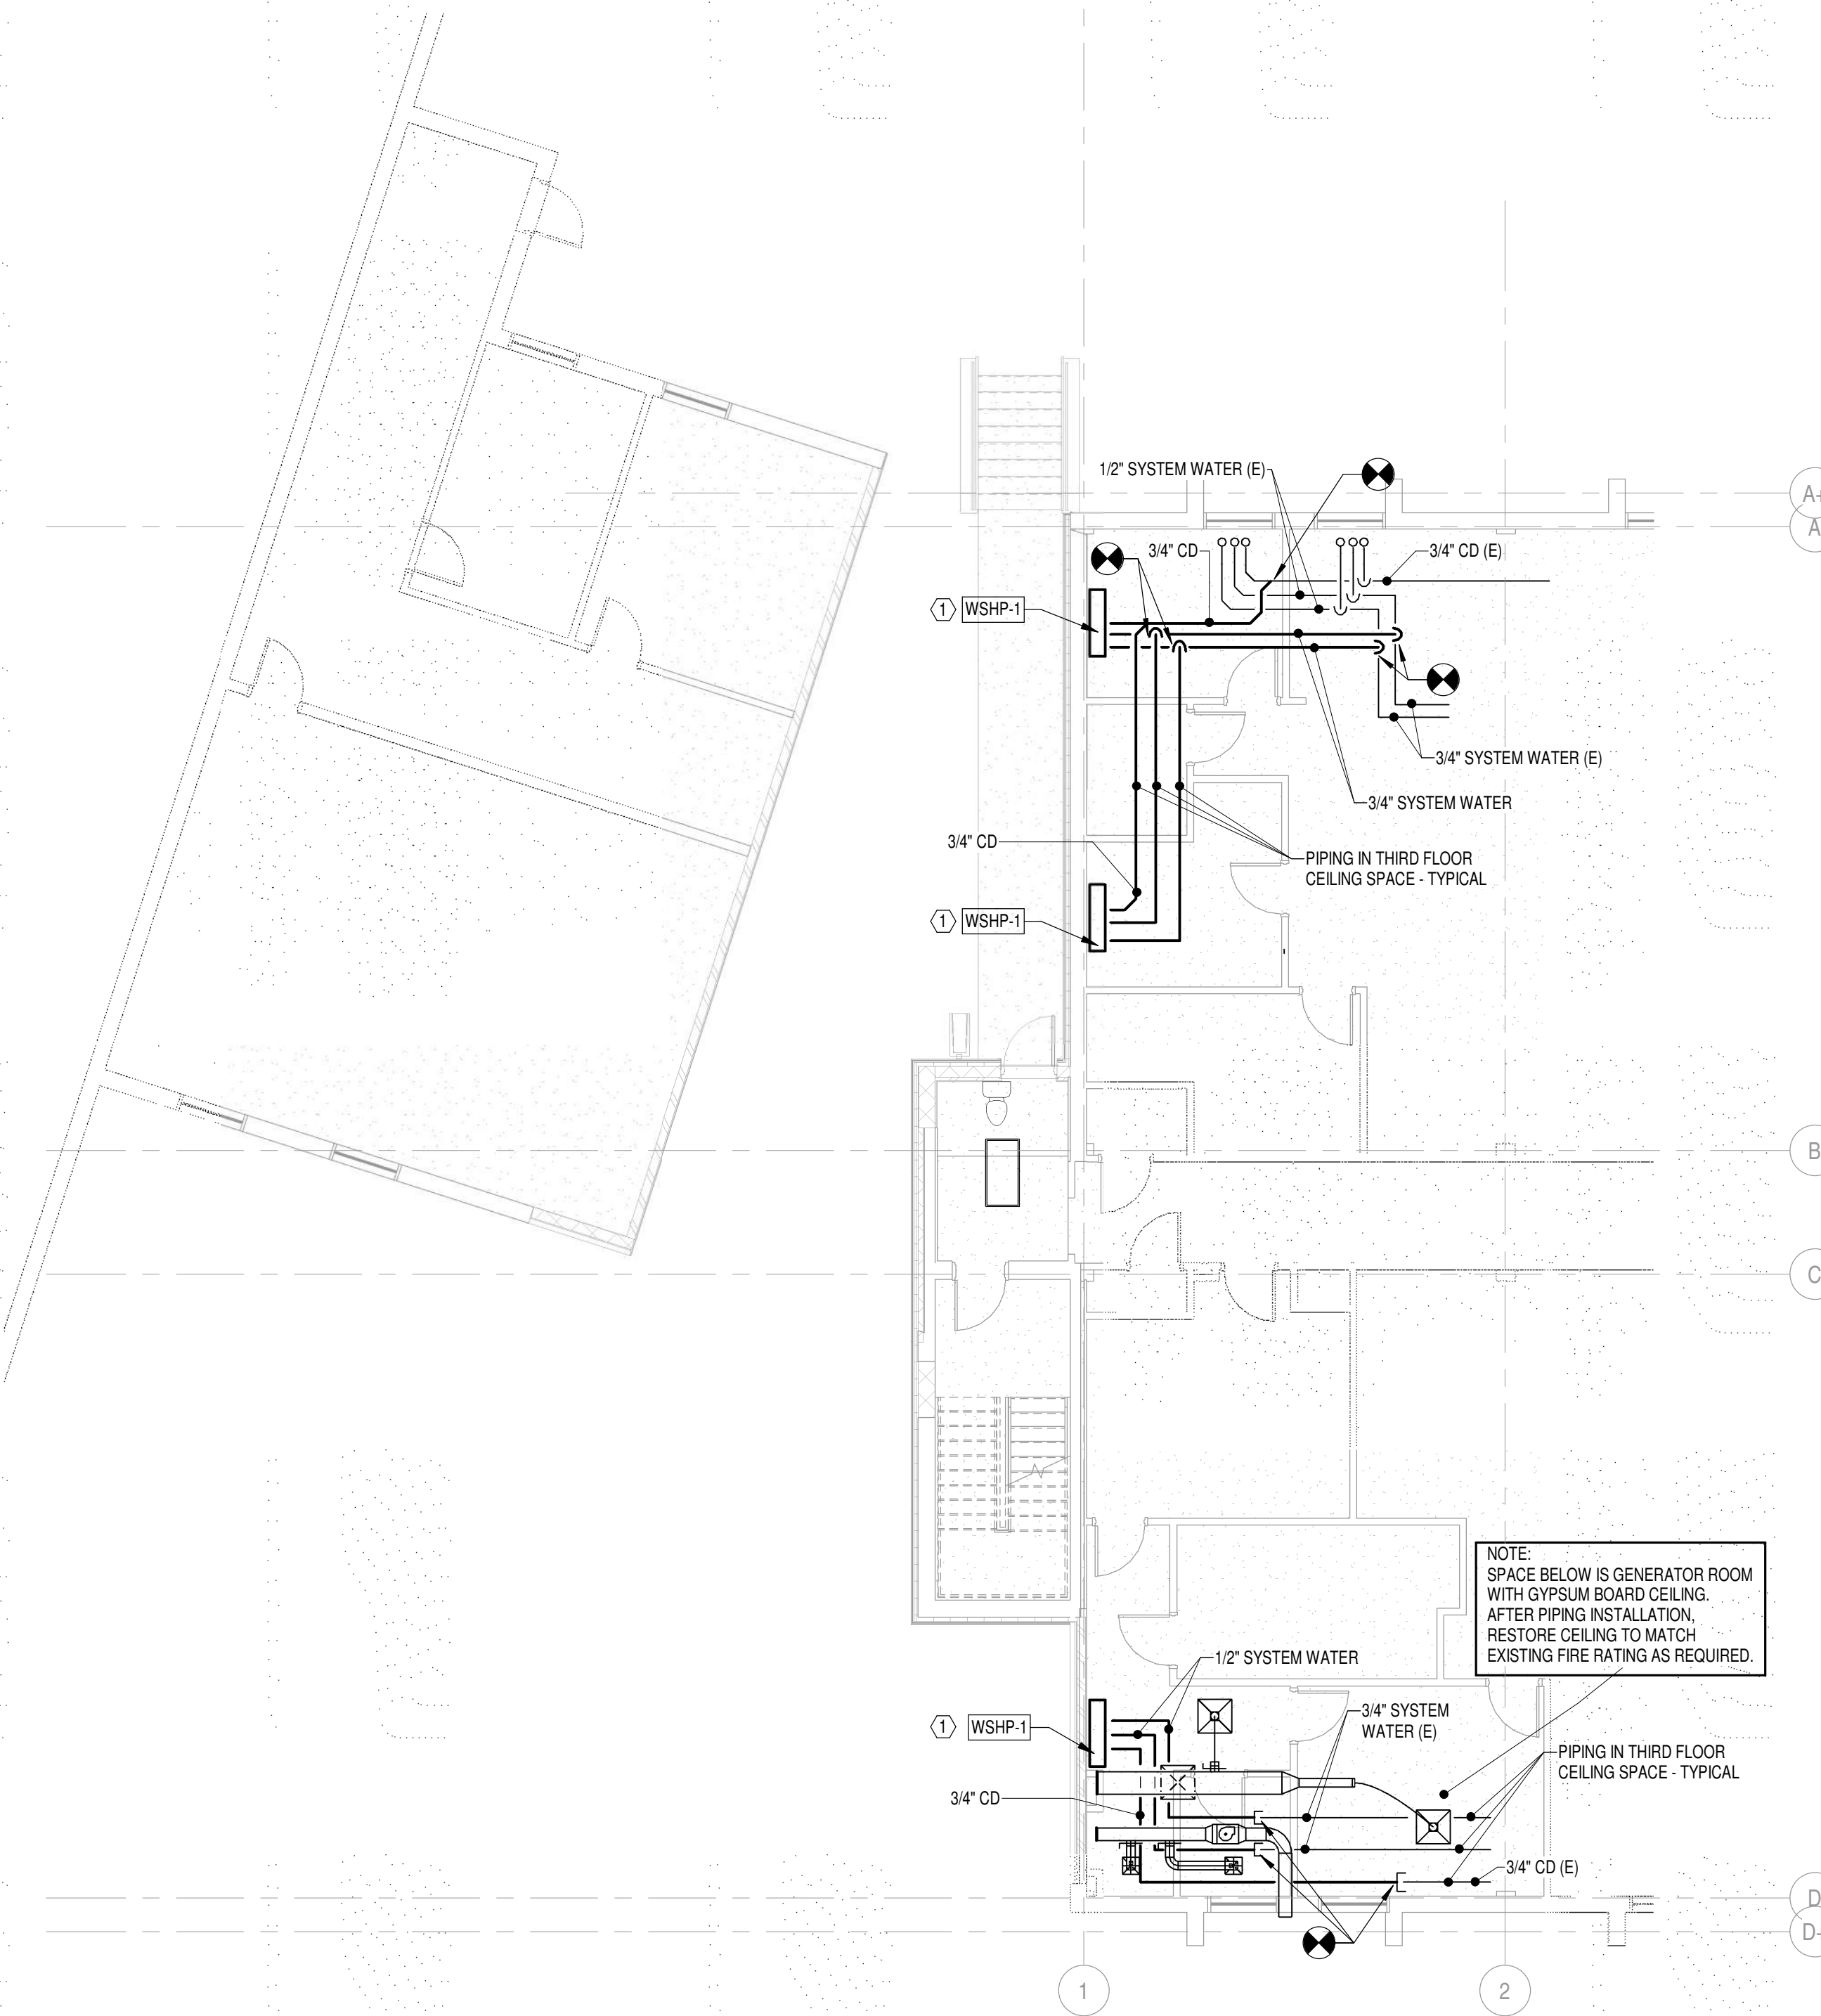 1/2" SYSTEM WATER (E)
A
3/4" CD
3/4" CD (E)
1
WSHP-1
3/4" SYSTEM WATER (E)
3/4" SYSTEM WATER
3/4" CD
PIPING IN THIRD FLOOR
CEILING SPACE - TYPICAL
1
WSHP-1
B
C
NOTE:
SPACE BELOW IS GENERATOR ROOM
WITH GYPSUM BOARD CEILING.
AFTER PIPING INSTALLATION,
RESTORE CEILING TO MATCH
EXISTING FIRE RATING AS REQUIRED.
1/2" SYSTEM WATER
3/4" SYSTEM
WATER (E)
1
WSHP-1
PIPING IN THIRD FLOOR
CEILING SPACE - TYPICAL
3/4" CD
3/4" CD (E)
D
1
2